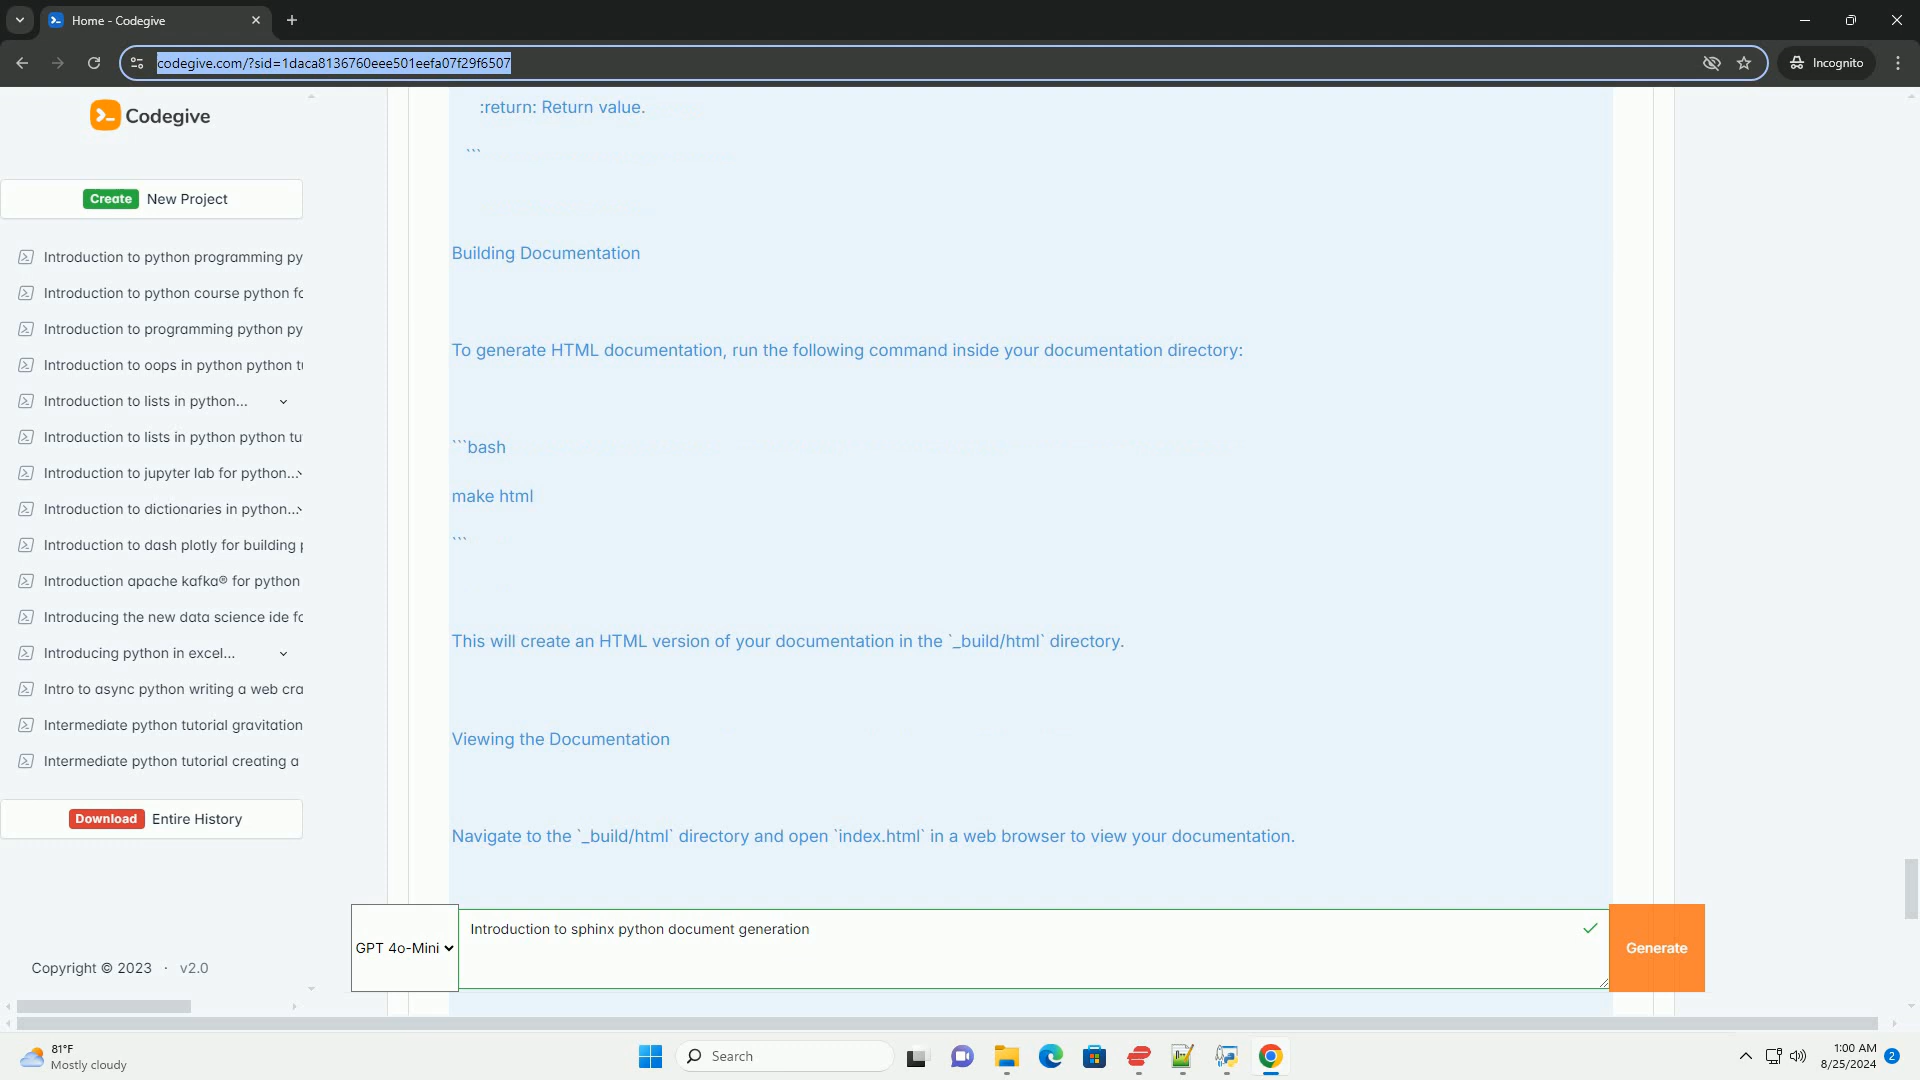 Home - Codegive
codegive.com/?sid=1daca8136760eee501eefa07f29f6507
Incognito
Codegive
Create New Project
Introduction to python programming py
Introduction to python course python fo
Introduction to programming python py
Introduction to oops in python python tu
Introduction to lists in python...
Introduction to lists in python python tu
Introduction to jupyter lab for python...
Introduction to dictionaries in python...
Introduction to dash plotly for building p
Introduction apache kafka® for python
Introducing the new data science ide fo
Introducing python in excel...
Intro to async python writing a web cra
Intermediate python tutorial gravitation
Intermediate python tutorial creating a
Download Entire History
Copyright © 2023 · v2.0
:return: Return value.
```
Building Documentation
To generate HTML documentation, run the following command inside your documentation directory:
```bash
make html
```
This will create an HTML version of your documentation in the `_build/html` directory.
Viewing the Documentation
Navigate to the `_build/html` directory and open `index.html` in a web browser to view your documentation.
GPT 4o-Mini
Introduction to sphinx python document generation
Generate
81°F
Mostly cloudy
Search
1:00 AM
8/25/2024
2